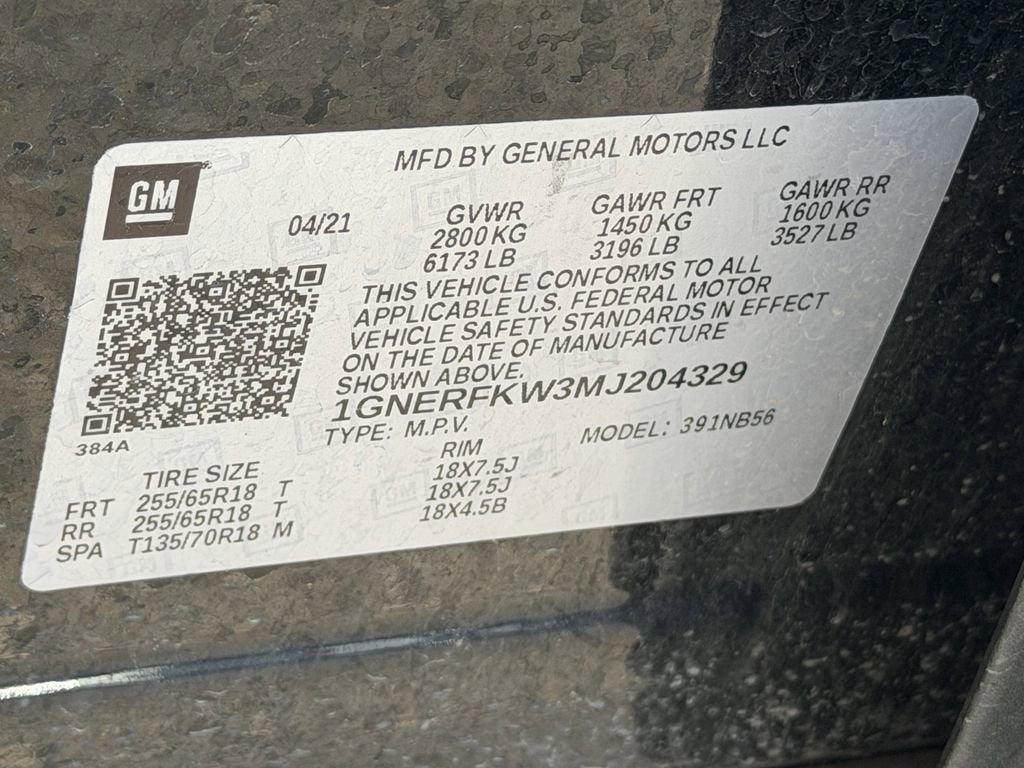 GM
MFD BY GENERAL MOTORS LLC
04/21
GVWR
2800 KG
6173 LB
GAWR FRT
1450 KG
3196 LB
GAWR RR
1600 KG
3527 LB
THIS VEHICLE CONFORMS TO ALL
APPLICABLE U.S. FEDERAL MOTOR
VEHICLE SAFETY STANDARDS IN EFFECT
ON THE DATE OF MANUFACTURE
SHOWN ABOVE.
1GNERFKW3MJ204329
TYPE: M.P.V.
MODEL: 391NB56
384A
TIRE SIZE
RIM
FRT 255/65R18 T 18X7.5J
RR 255/65R18 T 18X7.5J
SPA T135/70R18 M 18X4.5B